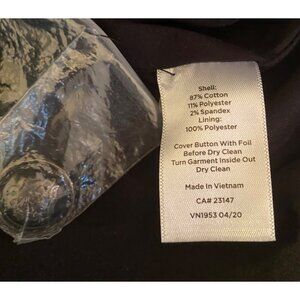 Shell:
87% Cotton
11% Polyester
2% Spandex
Lining:
100% Polyester
Cover Button With Foil
Before Dry Clean
Turn Garment Inside Out
Dry Clean
Made In Vietnam
CA# 23147
VN1953 04/20